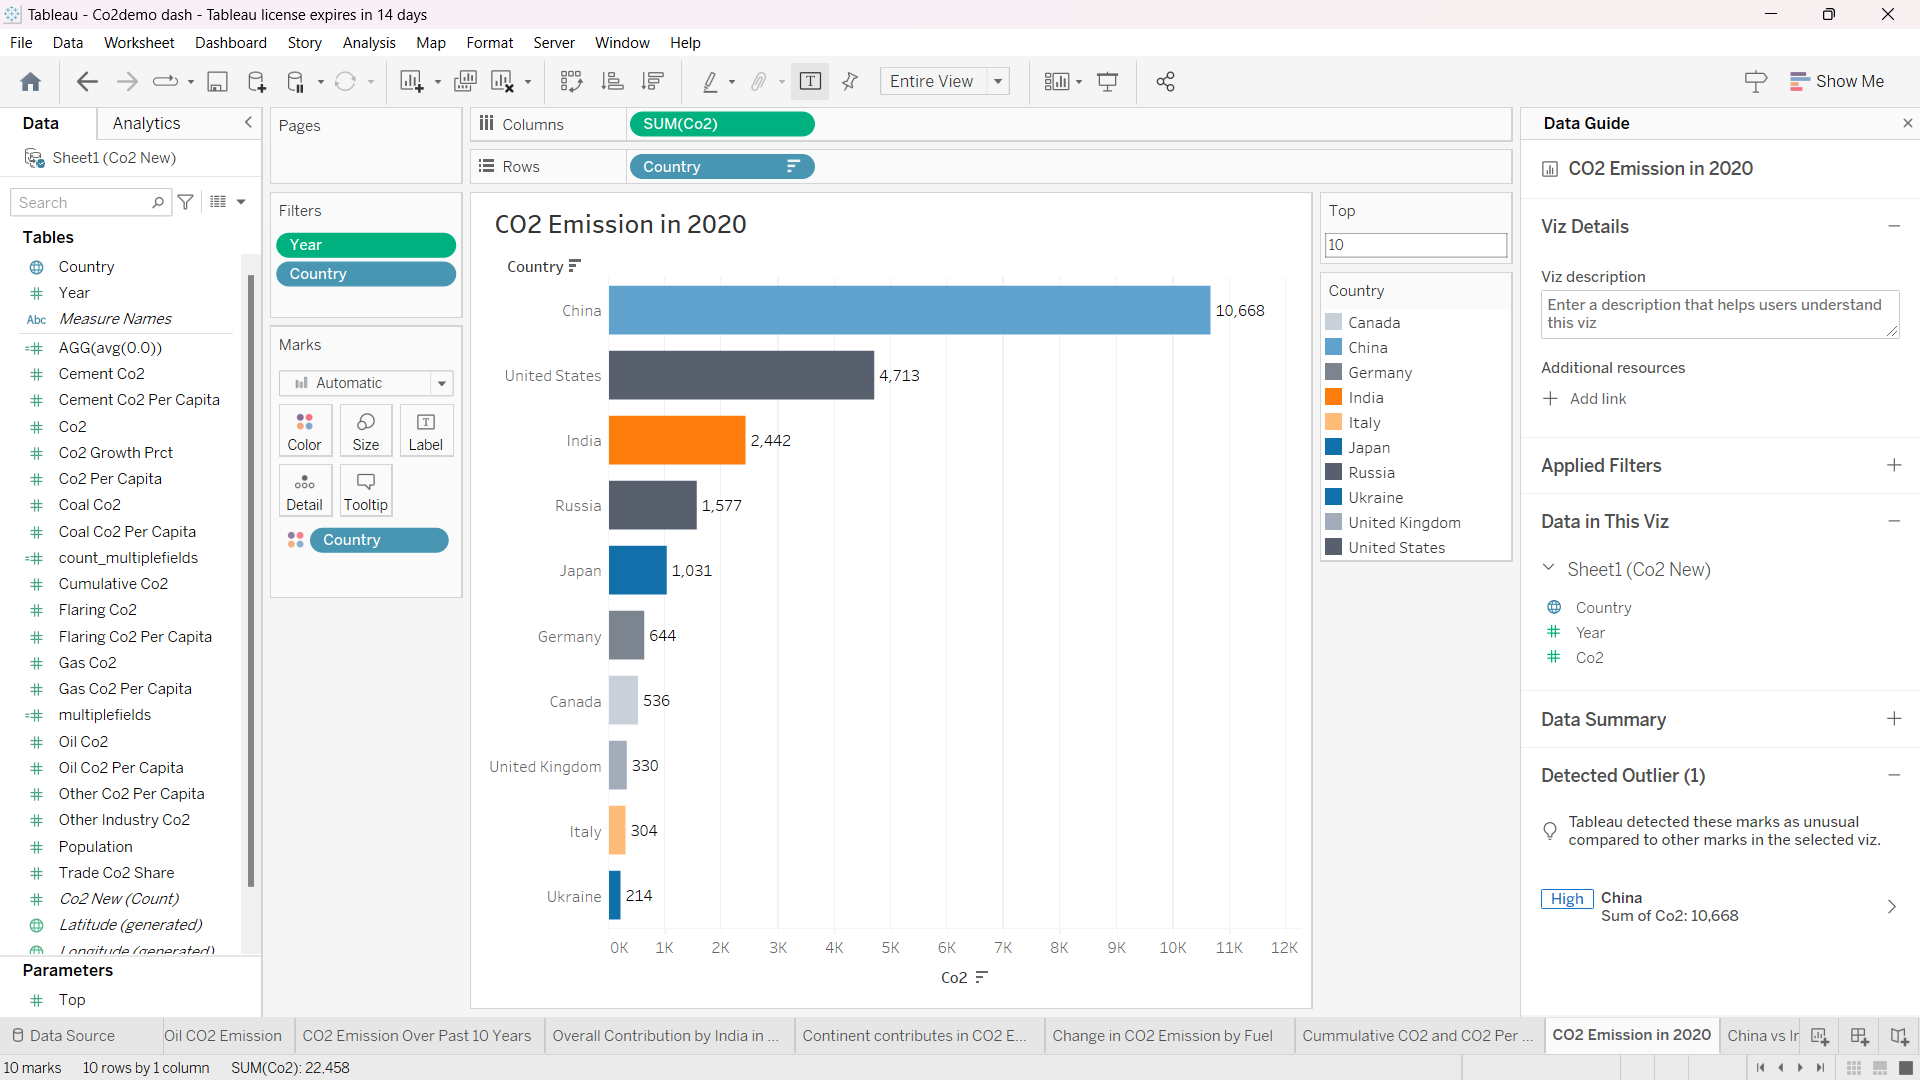 Tableau - Co2demo dash - Tableau license expires in 14 days
File Data Worksheet Dashboard Story Analysis Map Format Server Window Help
Entire View
Show Me
Data Analytics
Sheet1 (Co2 New)
Search
Tables
Country
Year
Abc Measure Names
AGG(avg(0.0))
Cement Co2
Cement Co2 Per Capita
Co2
Co2 Growth Prct
Co2 Per Capita
Coal Co2
Coal Co2 Per Capita
count_multiplefields
Cumulative Co2
Flaring Co2
Flaring Co2 Per Capita
Gas Co2
Gas Co2 Per Capita
multiplefields
Oil Co2
Oil Co2 Per Capita
Other Co2 Per Capita
Other Industry Co2
Population
Trade Co2 Share
Co2 New (Count)
Latitude (generated)
Longitude (generated)
Parameters
Top
Pages
Filters
Year
Country
Marks
Automatic
Color Size Label
Detail Tooltip
Country
Columns SUM(Co2)
Rows Country
CO2 Emission in 2020
Country
China 10,668
United States 4,713
India 2,442
Russia 1,577
Japan 1,031
Germany 644
Canada 536
United Kingdom 330
Italy 304
Ukraine 214
0K 1K 2K 3K 4K 5K 6K 7K 8K 9K 10K 11K 12K
Co2
Top
10
Country
Canada
China
Germany
India
Italy
Japan
Russia
Ukraine
United Kingdom
United States
Data Guide
CO2 Emission in 2020
Viz Details
Viz description
Enter a description that helps users understand
this viz
Additional resources
Add link
Applied Filters
Data in This Viz
Sheet1 (Co2 New)
Country
Year
Co2
Data Summary
Detected Outlier (1)
Tableau detected these marks as unusual
compared to other marks in the selected viz.
High China
Sum of Co2: 10,668
Data Source Oil CO2 Emission CO2 Emission Over Past 10 Years Overall Contribution by India in ... Continent contributes in CO2 E... Change in CO2 Emission by Fuel Cummulative CO2 and CO2 Per ... CO2 Emission in 2020 China vs Ir
10 marks 10 rows by 1 column SUM(Co2): 22,458